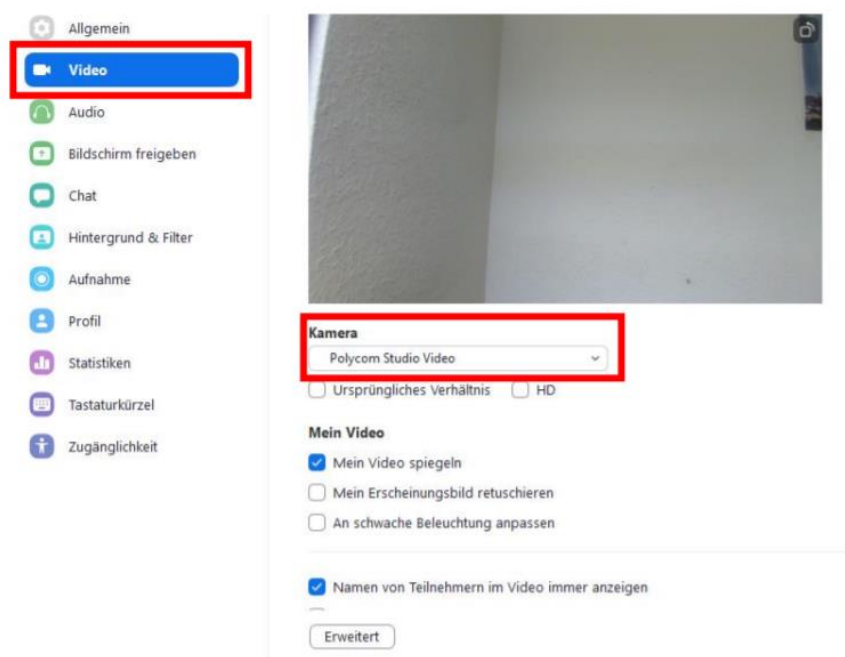 Allgemein
Video
Audio
Bildschirm freigeben
Chat
Hintergrund & Filter
Aufnahme
Profil
Statistiken
Tastaturkürzel
Zugänglichkeit
Kamera
Polycom Studio Video
Ursprüngliches Verhältnis HD
Mein Video
Mein Video spiegeln
Mein Erscheinungsbild retuschieren
An schwache Beleuchtung anpassen
Namen von Teilnehmern im Video immer anzeigen
Erweitert